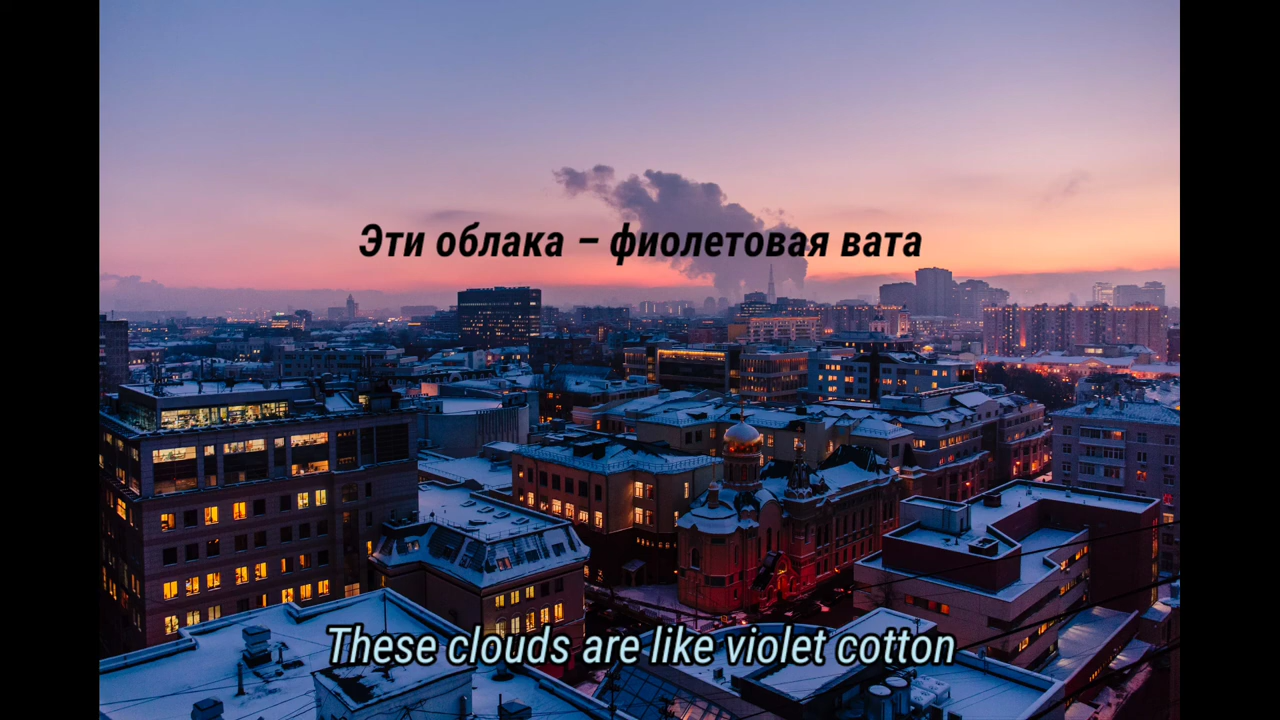 Эти облака – фиолетовая вата
These clouds are like violet cotton